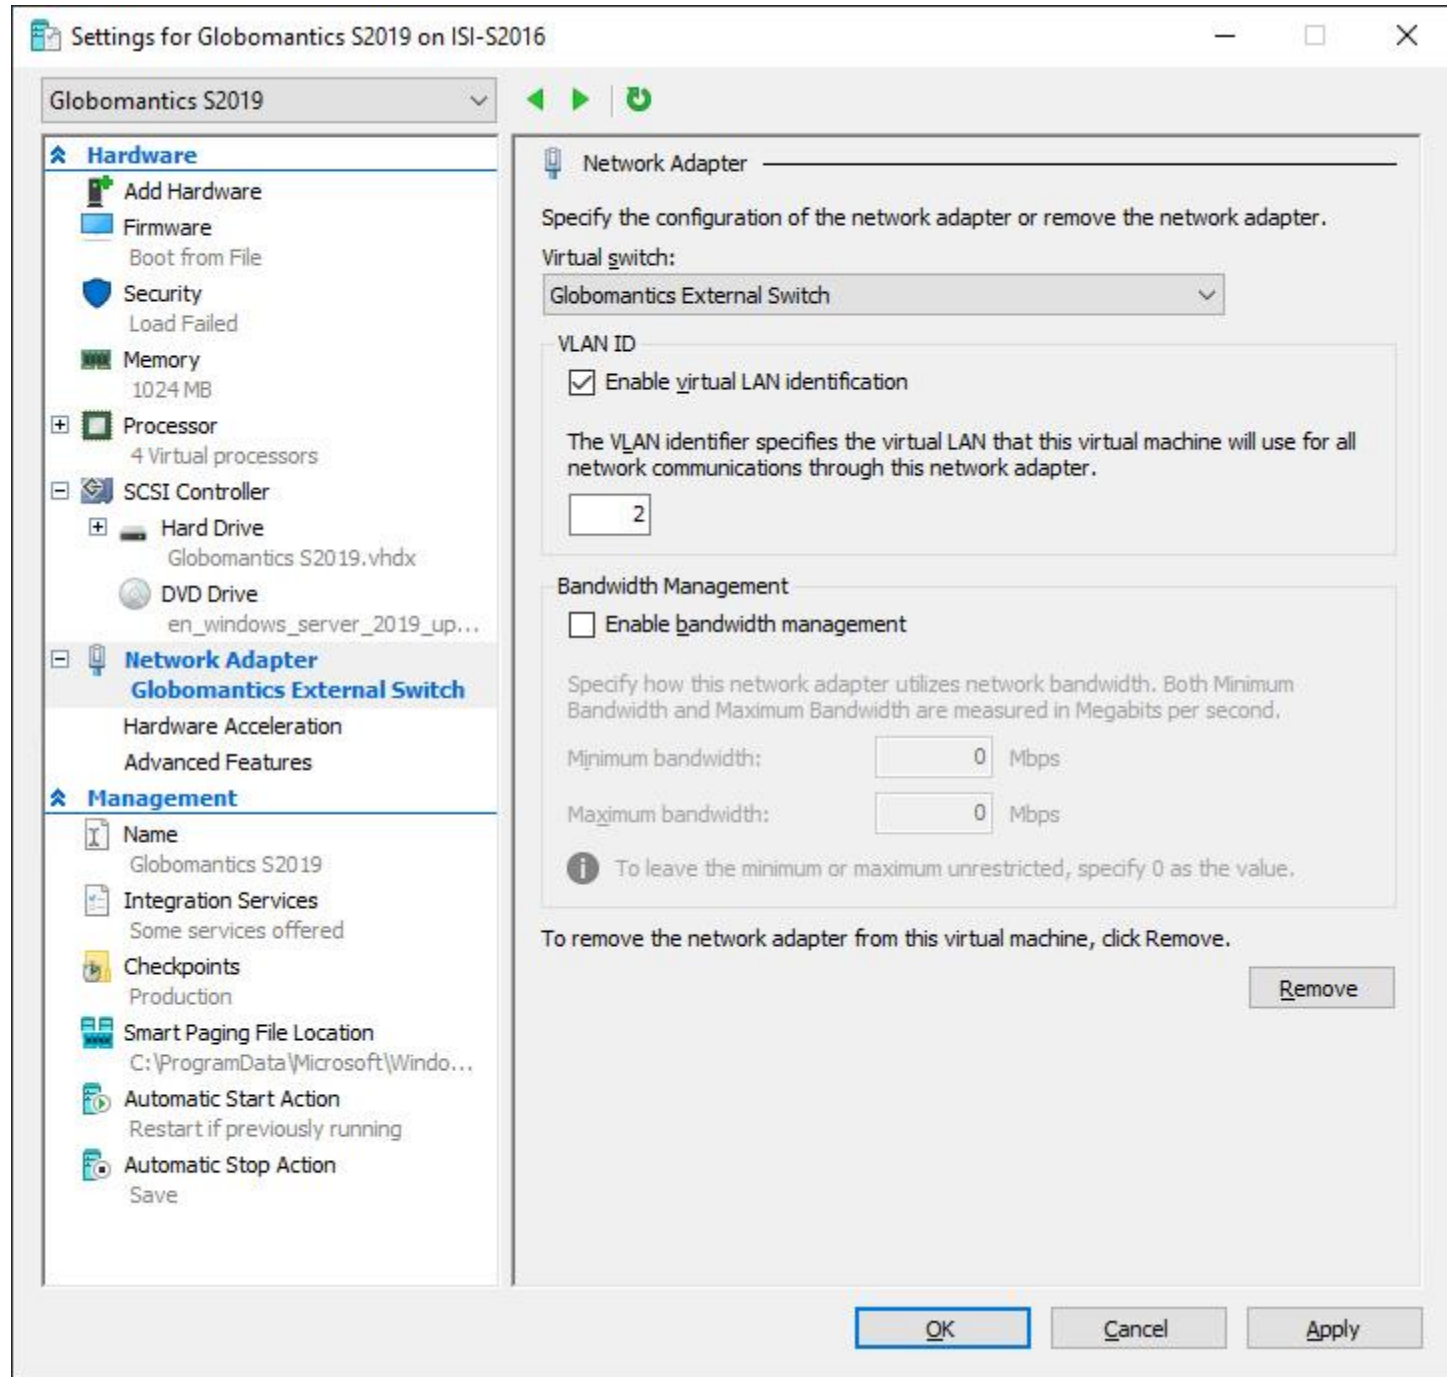 Settings for Globomantics S2019 on ISI-S2016
Globomantics S2019
Hardware
Add Hardware
Firmware
Boot from File
Security
Load Failed
Memory
1024 MB
Processor
4 Virtual processors
SCSI Controller
Hard Drive
Globomantics S2019.vhdx
DVD Drive
en_windows_server_2019_up...
Network Adapter
Globomantics External Switch
Hardware Acceleration
Advanced Features
Management
Name
Globomantics S2019
Integration Services
Some services offered
Checkpoints
Production
Smart Paging File Location
C:\ProgramData\Microsoft\Windo...
Automatic Start Action
Restart if previously running
Automatic Stop Action
Save
Network Adapter
Specify the configuration of the network adapter or remove the network adapter.
Virtual switch:
Globomantics External Switch
VLAN ID
Enable virtual LAN identification
The VLAN identifier specifies the virtual LAN that this virtual machine will use for all
network communications through this network adapter.
2
Bandwidth Management
Enable bandwidth management
Specify how this network adapter utilizes network bandwidth. Both Minimum
Bandwidth and Maximum Bandwidth are measured in Megabits per second.
Minimum bandwidth: 0 Mbps
Maximum bandwidth: 0 Mbps
To leave the minimum or maximum unrestricted, specify 0 as the value.
To remove the network adapter from this virtual machine, click Remove.
Remove
OK Cancel Apply